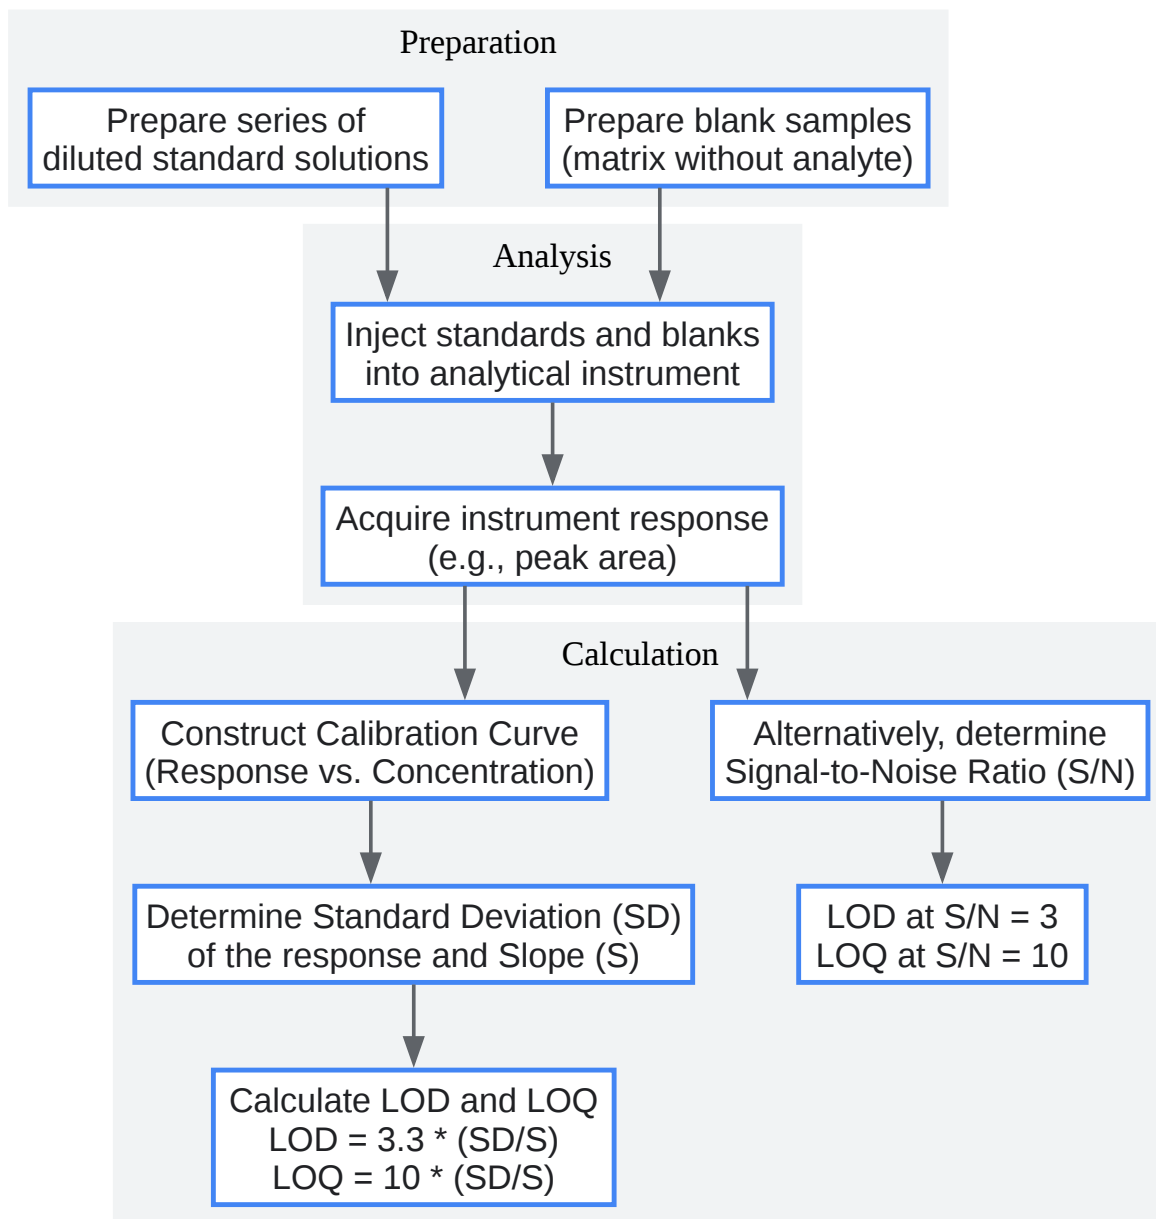 Preparation
Prepare series of
diluted standard solutions
Prepare blank samples
(matrix without analyte)
Analysis
Inject standards and blanks
into analytical instrument
Acquire instrument response
(e.g., peak area)
Calculation
Construct Calibration Curve
(Response vs. Concentration)
Alternatively, determine
Signal-to-Noise Ratio (S/N)
Determine Standard Deviation (SD)
of the response and Slope (S)
LOD at S/N = 3
LOQ at S/N = 10
Calculate LOD and LOQ
LOD = 3.3 * (SD/S)
LOQ = 10 * (SD/S)